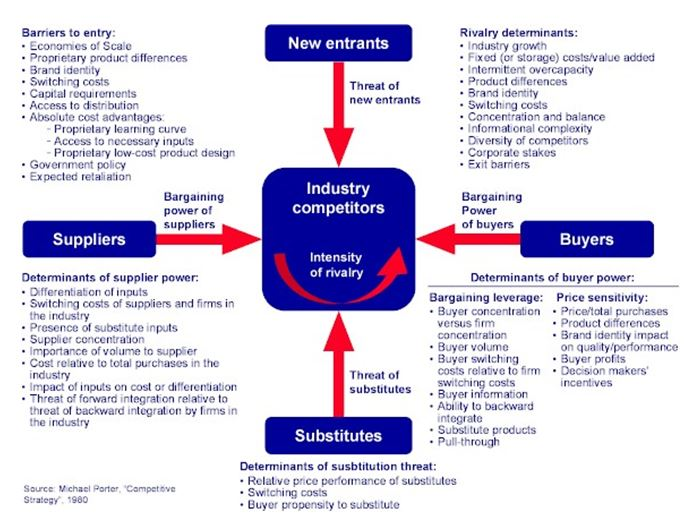 Barriers to entry:
• Economies of Scale
• Proprietary product differences
• Brand identity
• Switching costs
• Capital requirements
• Access to distribution
• Absolute cost advantages:
- Proprietary learning curve
- Access to necessary inputs
- Proprietary low-cost product design
• Government policy
• Expected retaliation
New entrants
Threat of
new entrants
Rivalry determinants:
• Industry growth
• Fixed (or storage) costs/value added
• Intermittent overcapacity
• Product differences
• Brand identity
• Switching costs
• Concentration and balance
• Informational complexity
• Diversity of competitors
• Corporate stakes
• Exit barriers
Bargaining
power of
suppliers
Suppliers
Industry
competitors
Intensity
of rivalry
Bargaining
Power
of buyers
Buyers
Determinants of supplier power:
• Differentiation of inputs
• Switching costs of suppliers and firms in
the industry
• Presence of substitute inputs
• Supplier concentration
• Importance of volume to supplier
• Cost relative to total purchases in the
industry
• Impact of inputs on cost or differentiation
• Threat of forward integration relative to
threat of backward integration by firms in
the industry
Threat of
substitutes
Substitutes
Determinants of buyer power:
Bargaining leverage:
• Buyer concentration
versus firm
concentration
• Buyer volume
• Buyer switching
costs relative to firm
switching costs
• Buyer information
• Ability to backward
integrate
• Substitute products
• Pull-through
Price sensitivity:
• Price/total purchases
• Product differences
• Brand identity impact
on quality/performance
• Buyer profits
• Decision makers'
incentives
Determinants of susbtitution threat:
• Relative price performance of substitutes
• Switching costs
• Buyer propensity to substitute
Source: Michael Porter, "Competitive
Strategy", 1980